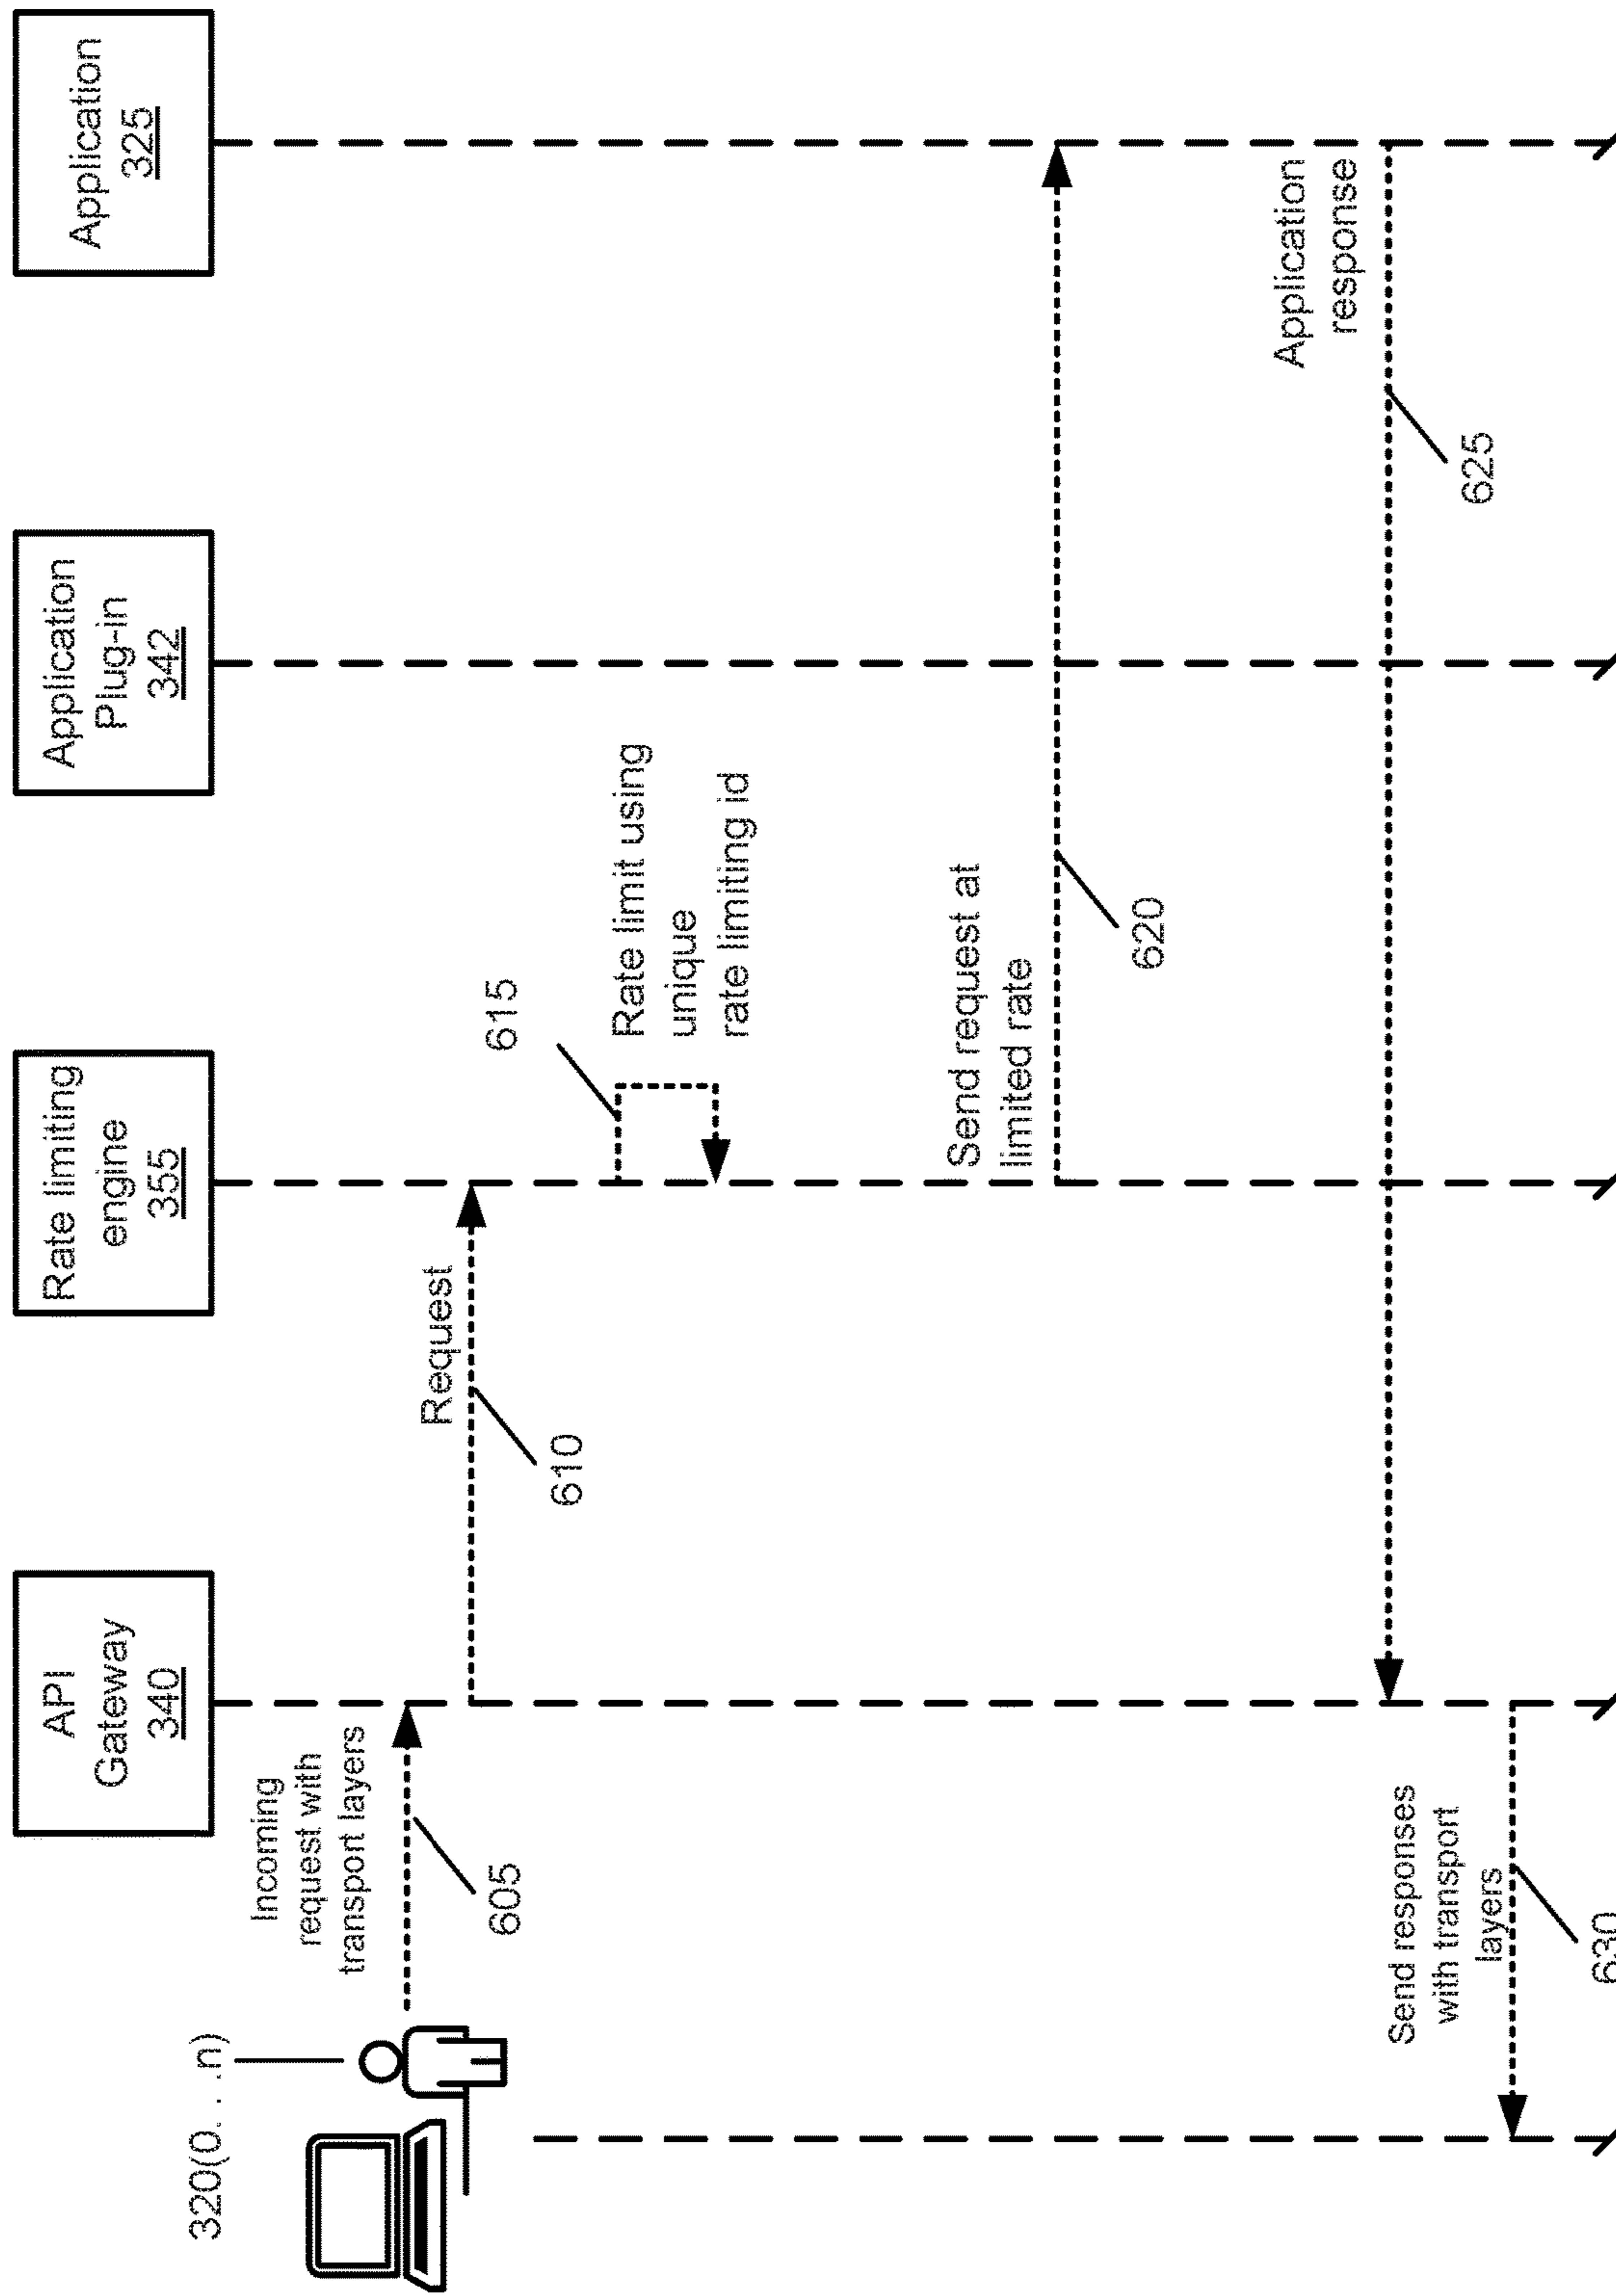 320(0. . .n)
API
Gateway
340
Rate limiting
engine
355
Application
Plug-in
342
Application
325
Incoming
request with
transport layers
605
Request
610
615
Rate limit using
unique
rate limiting id
Send request at
limited rate
620
Application
response
625
Send responses
with transport
layers
630